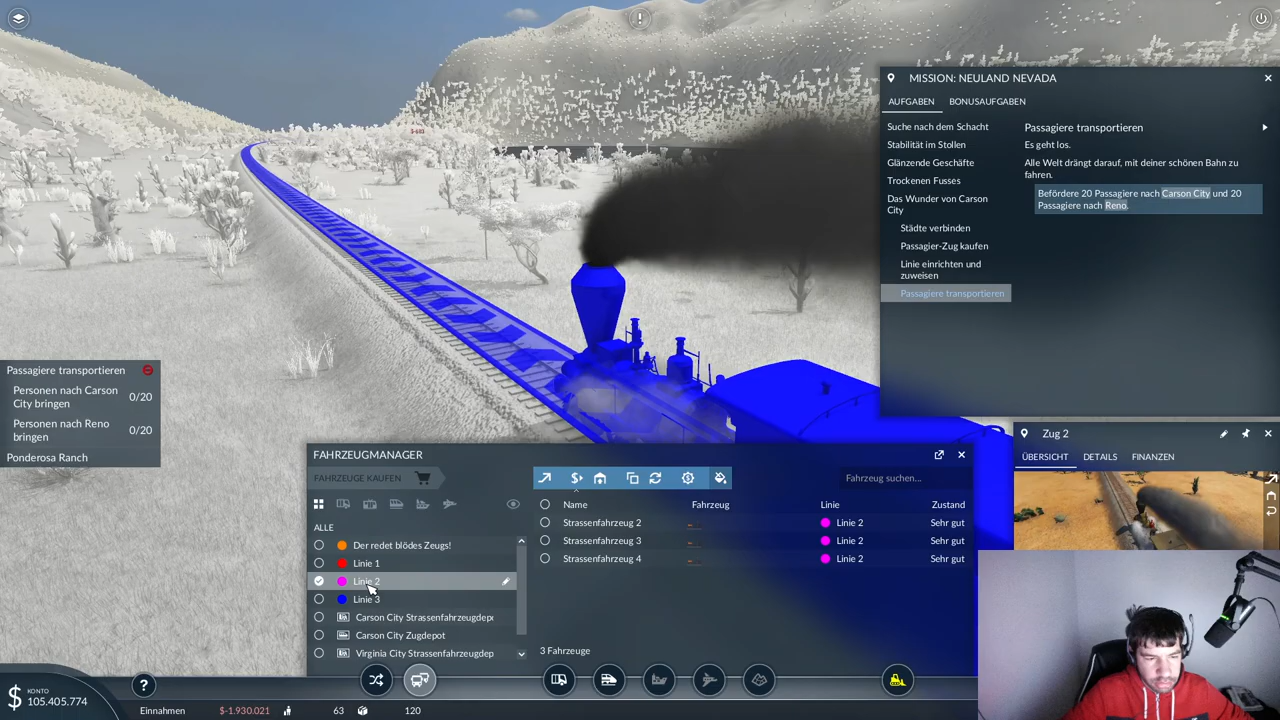 MISSION: NEULAND NEVADA
AUFGABEN
BONUSAUFGABEN
Suche nach dem Schacht
Stabilität im Stollen
Glänzende Geschäfte
Trockenen Fusses
Das Wunder von Carson
City
Städte verbinden
Passagier-Zug kaufen
Linie einrichten und
zuweisen
Passagiere transportieren
Passagiere transportieren
Es geht los.
Alle Welt drängt darauf, mit deiner schönen Bahn zu
fahren.
Befördere 20 Passagiere nach Carson City und 20
Passagiere nach Reno.
Passagiere transportieren
Personen nach Carson
City bringen
0/20
Personen nach Reno
bringen
0/20
Ponderosa Ranch
FAHRZEUGMANAGER
FAHRZEUGE KAUFEN
Fahrzeug suchen...
ALLE
Der redet blödes Zeugs!
Linie 1
Linie 2
Linie 3
Carson City Strassenfahrzeugdepo
Carson City Zugdepot
Virginia City Strassenfahrzeugdep
Name
Fahrzeug
Linie
Zustand
Strassenfahrzeug 2
Linie 2
Sehr gut
Strassenfahrzeug 3
Linie 2
Sehr gut
Strassenfahrzeug 4
Linie 2
Sehr gut
3 Fahrzeuge
Zug 2
ÜBERSICHT
DETAILS
FINANZEN
$
KONTO
105.405.774
?
Einnahmen
$-1.930.021
63
120